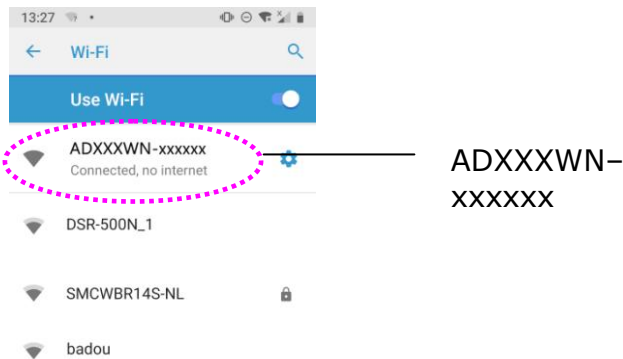 13:27
Wi-Fi
Use Wi-Fi
ADXXXWN-xxxxxx
Connected, no internet
DSR-500N_1
SMCWBR14S-NL
badou
ADXXXWN–
xxxxxx